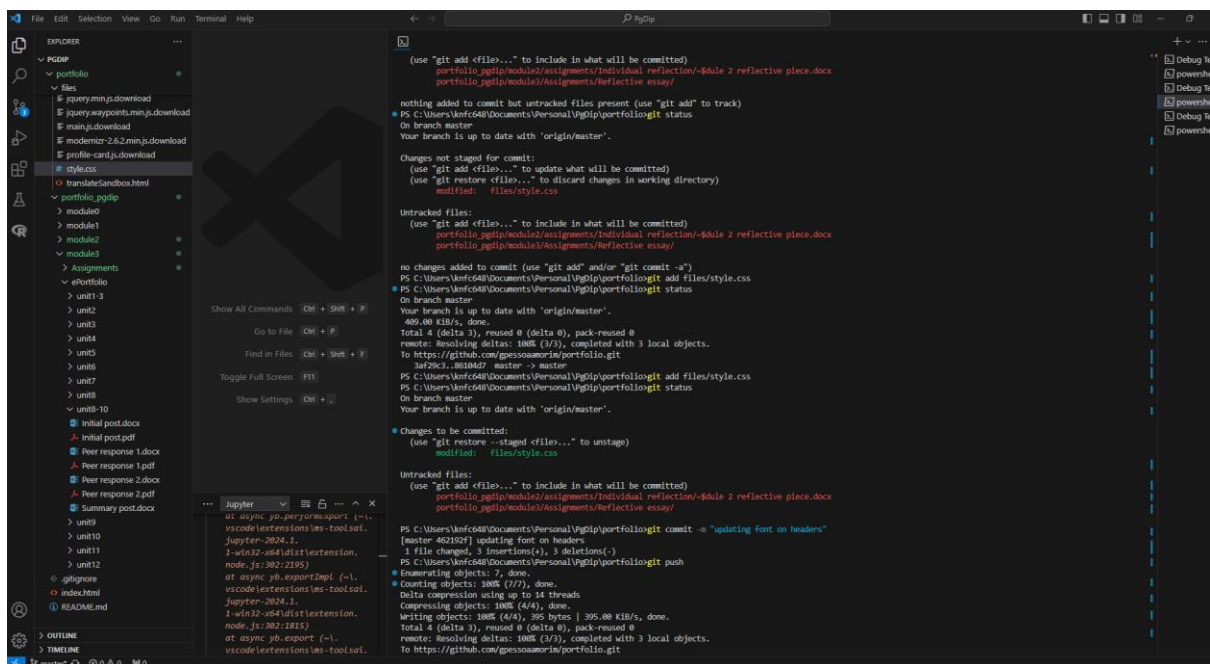 File Edit Selection View Go Run Terminal Help
PgDip
EXPLORER
PGDIP
portfolio
files
jquery.min.js.download
jquery.waypoints.min.js.download
main.js.download
modernizr-2.6.2.min.js.download
profile-card.js.download
style.css
translateSandbox.html
portfolio_pgdip
module0
module1
module2
module3
Assignments
ePortfolio
unit1-3
unit2
unit3
unit4
unit5
unit6
unit7
unit8
unit8-10
Initial post.docx
Initial post.pdf
Peer response 1.docx
Peer response 1.pdf
Peer response 2.docx
Peer response 2.pdf
Summary post.docx
unit9
unit10
unit11
unit12
.gitignore
index.html
README.md
OUTLINE
TIMELINE
Show All Commands Ctrl + Shift + P
Go to File Ctrl + P
Find in Files Ctrl + Shift + F
Toggle Full Screen F11
Show Settings Ctrl + ,
Jupyter
at async yb.performExport (~\.
vscode\extensions\ms-toolsai.
jupyter-2024.1.
1-win32-x64\dist\extension.
node.js:302:2195)
at async yb.exportImpl (~\.
vscode\extensions\ms-toolsai.
jupyter-2024.1.
1-win32-x64\dist\extension.
node.js:302:1815)
at async yb.export (~\.
vscode\extensions\ms-toolsai.
(use "git add <file>..." to include in what will be committed)
portfolio_pgdip/module2/assignments/Individual reflection/~$dule 2 reflective piece.docx
portfolio_pgdip/module3/Assignments/Reflective essay/
nothing added to commit but untracked files present (use "git add" to track)
PS C:\Users\knfc648\Documents\Personal\PgDip\portfolio>git status
On branch master
Your branch is up to date with 'origin/master'.
Changes not staged for commit:
(use "git add <file>..." to update what will be committed)
(use "git restore <file>..." to discard changes in working directory)
modified: files/style.css
Untracked files:
(use "git add <file>..." to include in what will be committed)
portfolio_pgdip/module2/assignments/Individual reflection/~$dule 2 reflective piece.docx
portfolio_pgdip/module3/Assignments/Reflective essay/
no changes added to commit (use "git add" and/or "git commit -a")
PS C:\Users\knfc648\Documents\Personal\PgDip\portfolio>git add files/style.css
PS C:\Users\knfc648\Documents\Personal\PgDip\portfolio>git status
On branch master
Your branch is up to date with 'origin/master'.
409.00 KiB/s, done.
Total 4 (delta 3), reused 0 (delta 0), pack-reused 0
remote: Resolving deltas: 100% (3/3), completed with 3 local objects.
To https://github.com/gpessoaamorim/portfolio.git
3af29c3..86104d7 master -> master
PS C:\Users\knfc648\Documents\Personal\PgDip\portfolio>git add files/style.css
PS C:\Users\knfc648\Documents\Personal\PgDip\portfolio>git status
On branch master
Your branch is up to date with 'origin/master'.
Changes to be committed:
(use "git restore --staged <file>..." to unstage)
modified: files/style.css
Untracked files:
(use "git add <file>..." to include in what will be committed)
portfolio_pgdip/module2/assignments/Individual reflection/~$dule 2 reflective piece.docx
portfolio_pgdip/module3/Assignments/Reflective essay/
PS C:\Users\knfc648\Documents\Personal\PgDip\portfolio>git commit -m "updating font on headers"
[master 462192f] updating font on headers
1 file changed, 3 insertions(+), 3 deletions(-)
PS C:\Users\knfc648\Documents\Personal\PgDip\portfolio>git push
Enumerating objects: 7, done.
Counting objects: 100% (7/7), done.
Delta compression using up to 14 threads
Compressing objects: 100% (4/4), done.
Writing objects: 100% (4/4), 395 bytes | 395.00 KiB/s, done.
Total 4 (delta 3), reused 0 (delta 0), pack-reused 0
remote: Resolving deltas: 100% (3/3), completed with 3 local objects.
To https://github.com/gpessoaamorim/portfolio.git
Debug Te
powershe
Debug Te
powershe
Debug Te
powershe